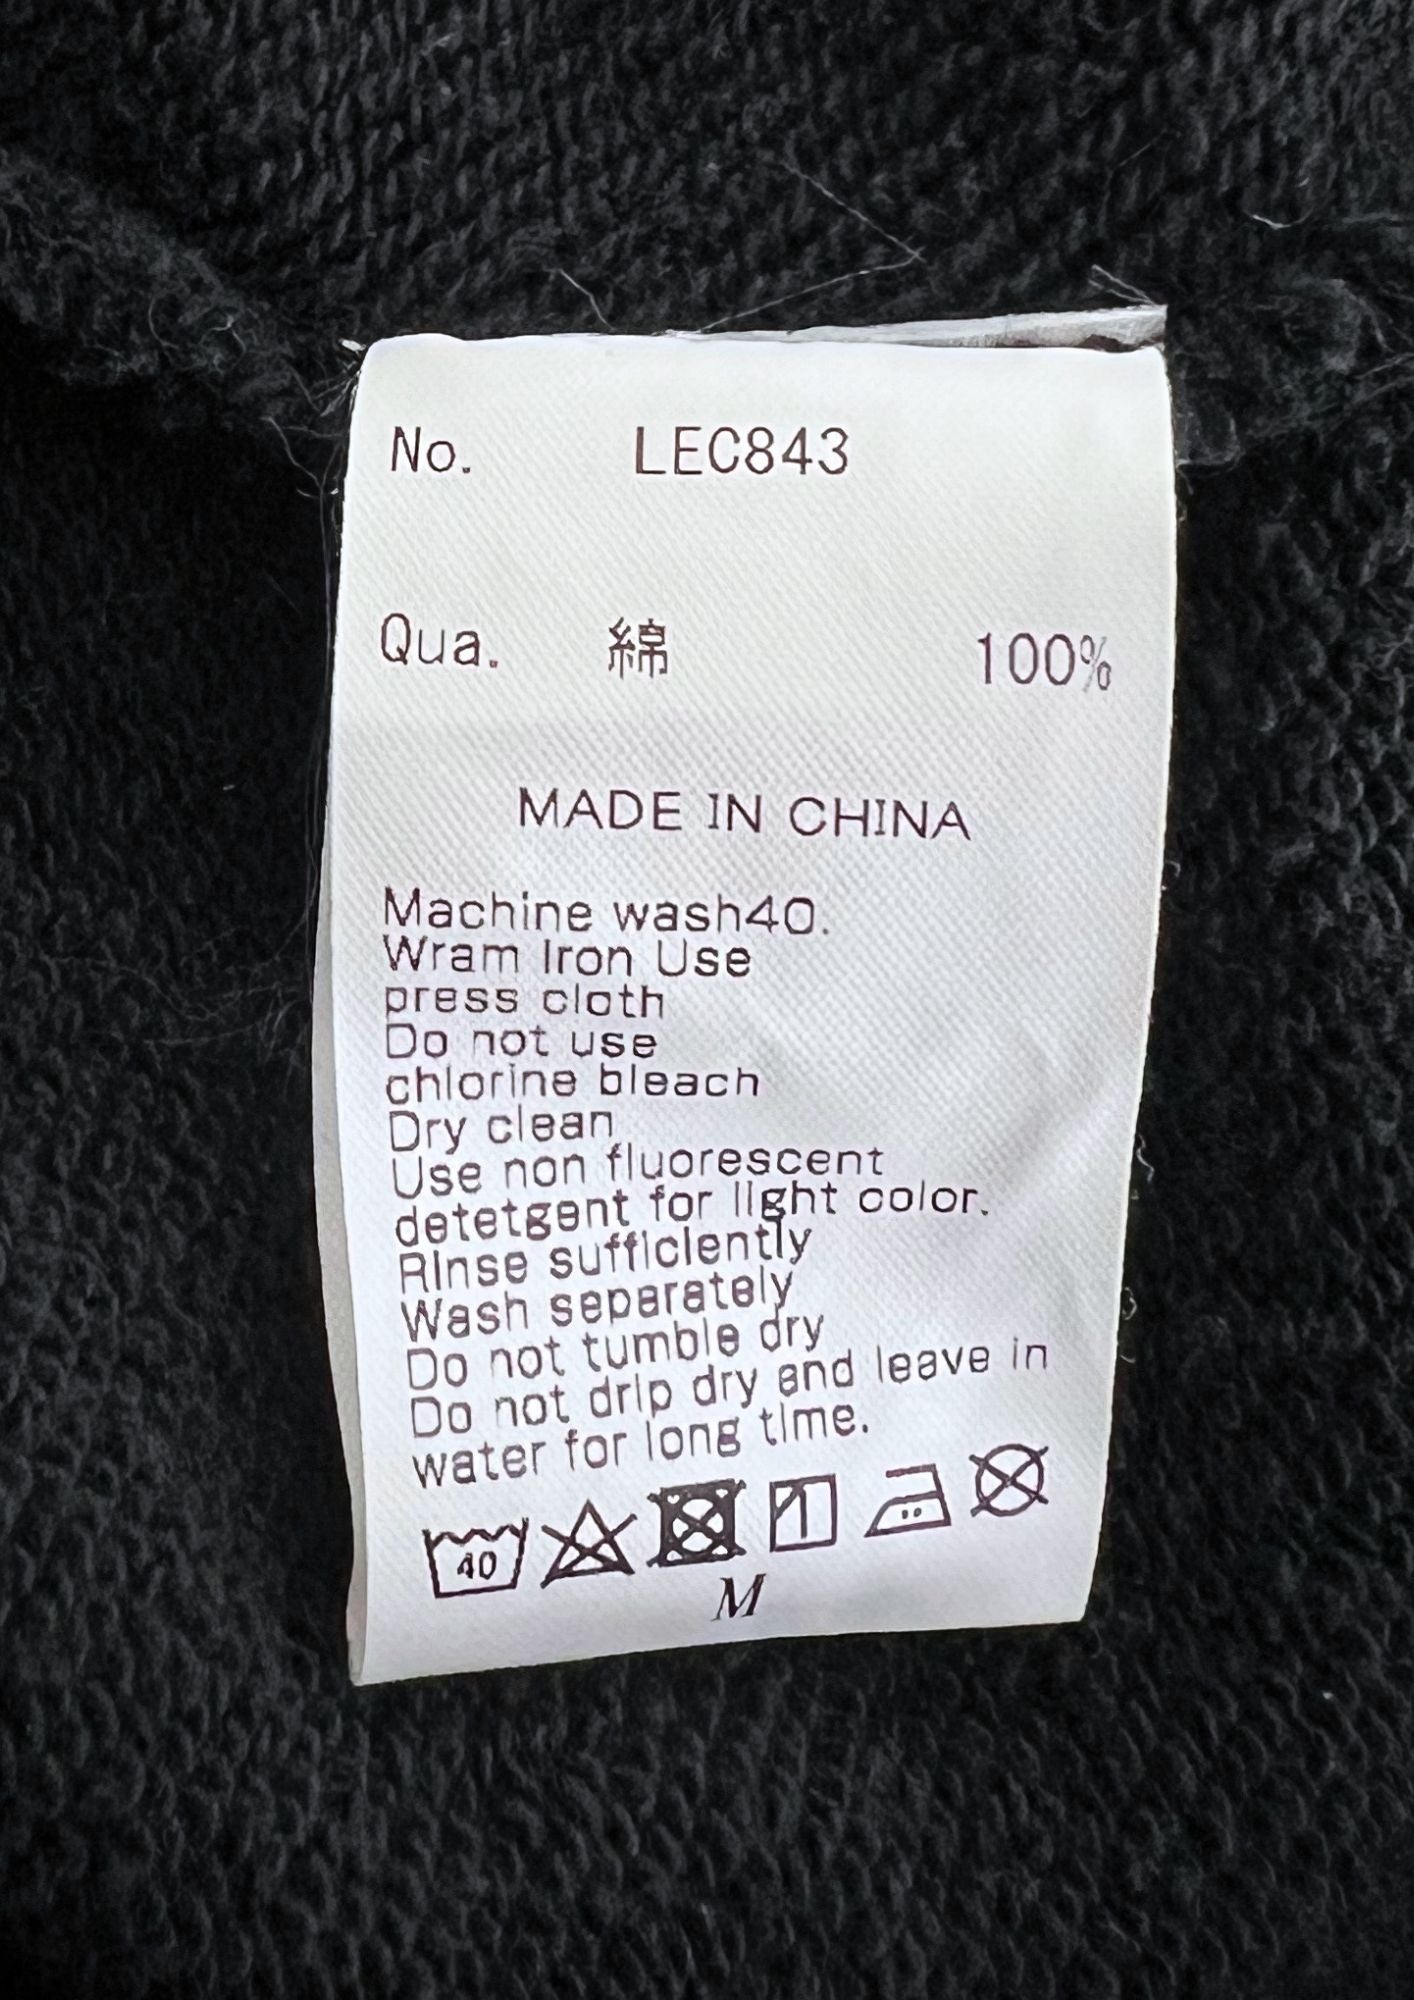 No. LEC843
Qua. 綿 100%
MADE IN CHINA
Machine wash40.
Wram Iron Use
press cloth
Do not use
chlorine bleach
Dry clean
Use non fluorescent
detetgent for light color.
Rinse sufficiently
Wash separately
Do not tumble dry
Do not drip dry and leave in
water for long time.
40
M